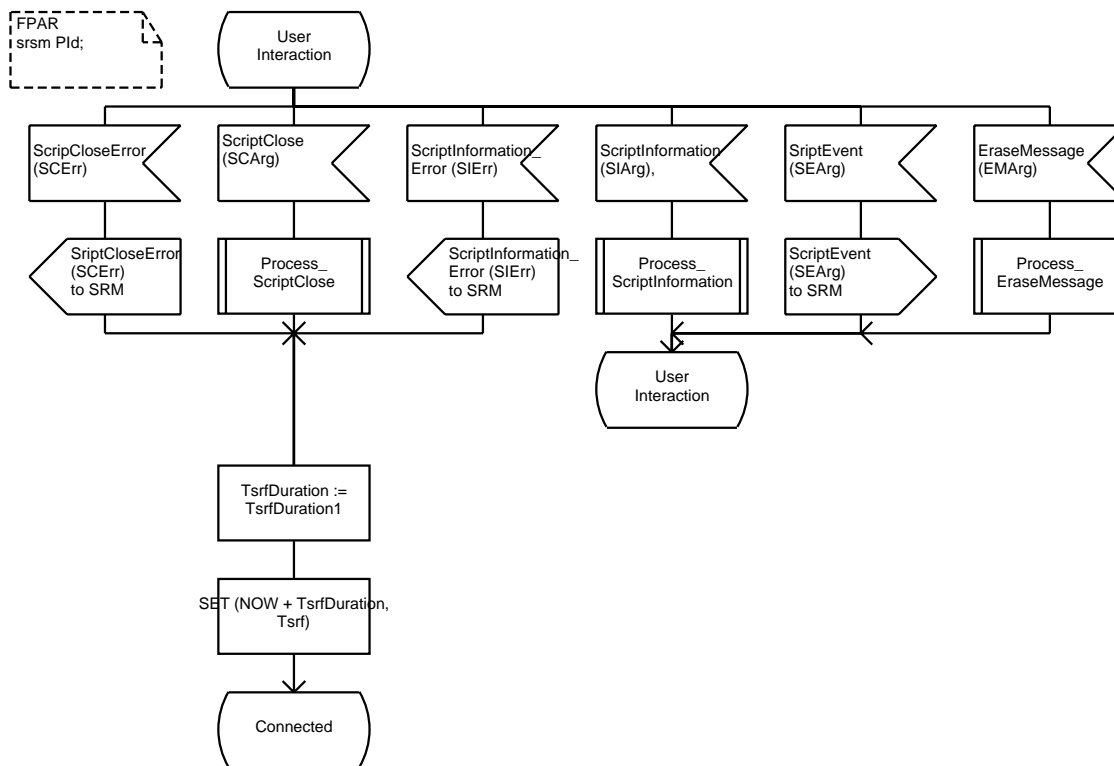 FPAR
srsm PId;
User
Interaction
ScripCloseError
(SCErr)
ScriptClose
(SCArg)
ScriptInformation_
Error (SIErr)
ScriptInformation
(SIArg),
SriptEvent
(SEArg)
EraseMessage
(EMArg)
SriptCloseError
(SCErr)
to SRM
Process_
ScriptClose
ScriptInformation_
Error (SIErr)
to SRM
Process_
ScriptInformation
ScriptEvent
(SEArg)
to SRM
Process_
EraseMessage
User
Interaction
TsrfDuration :=
TsrfDuration1
SET (NOW + TsrfDuration,
Tsrf)
Connected